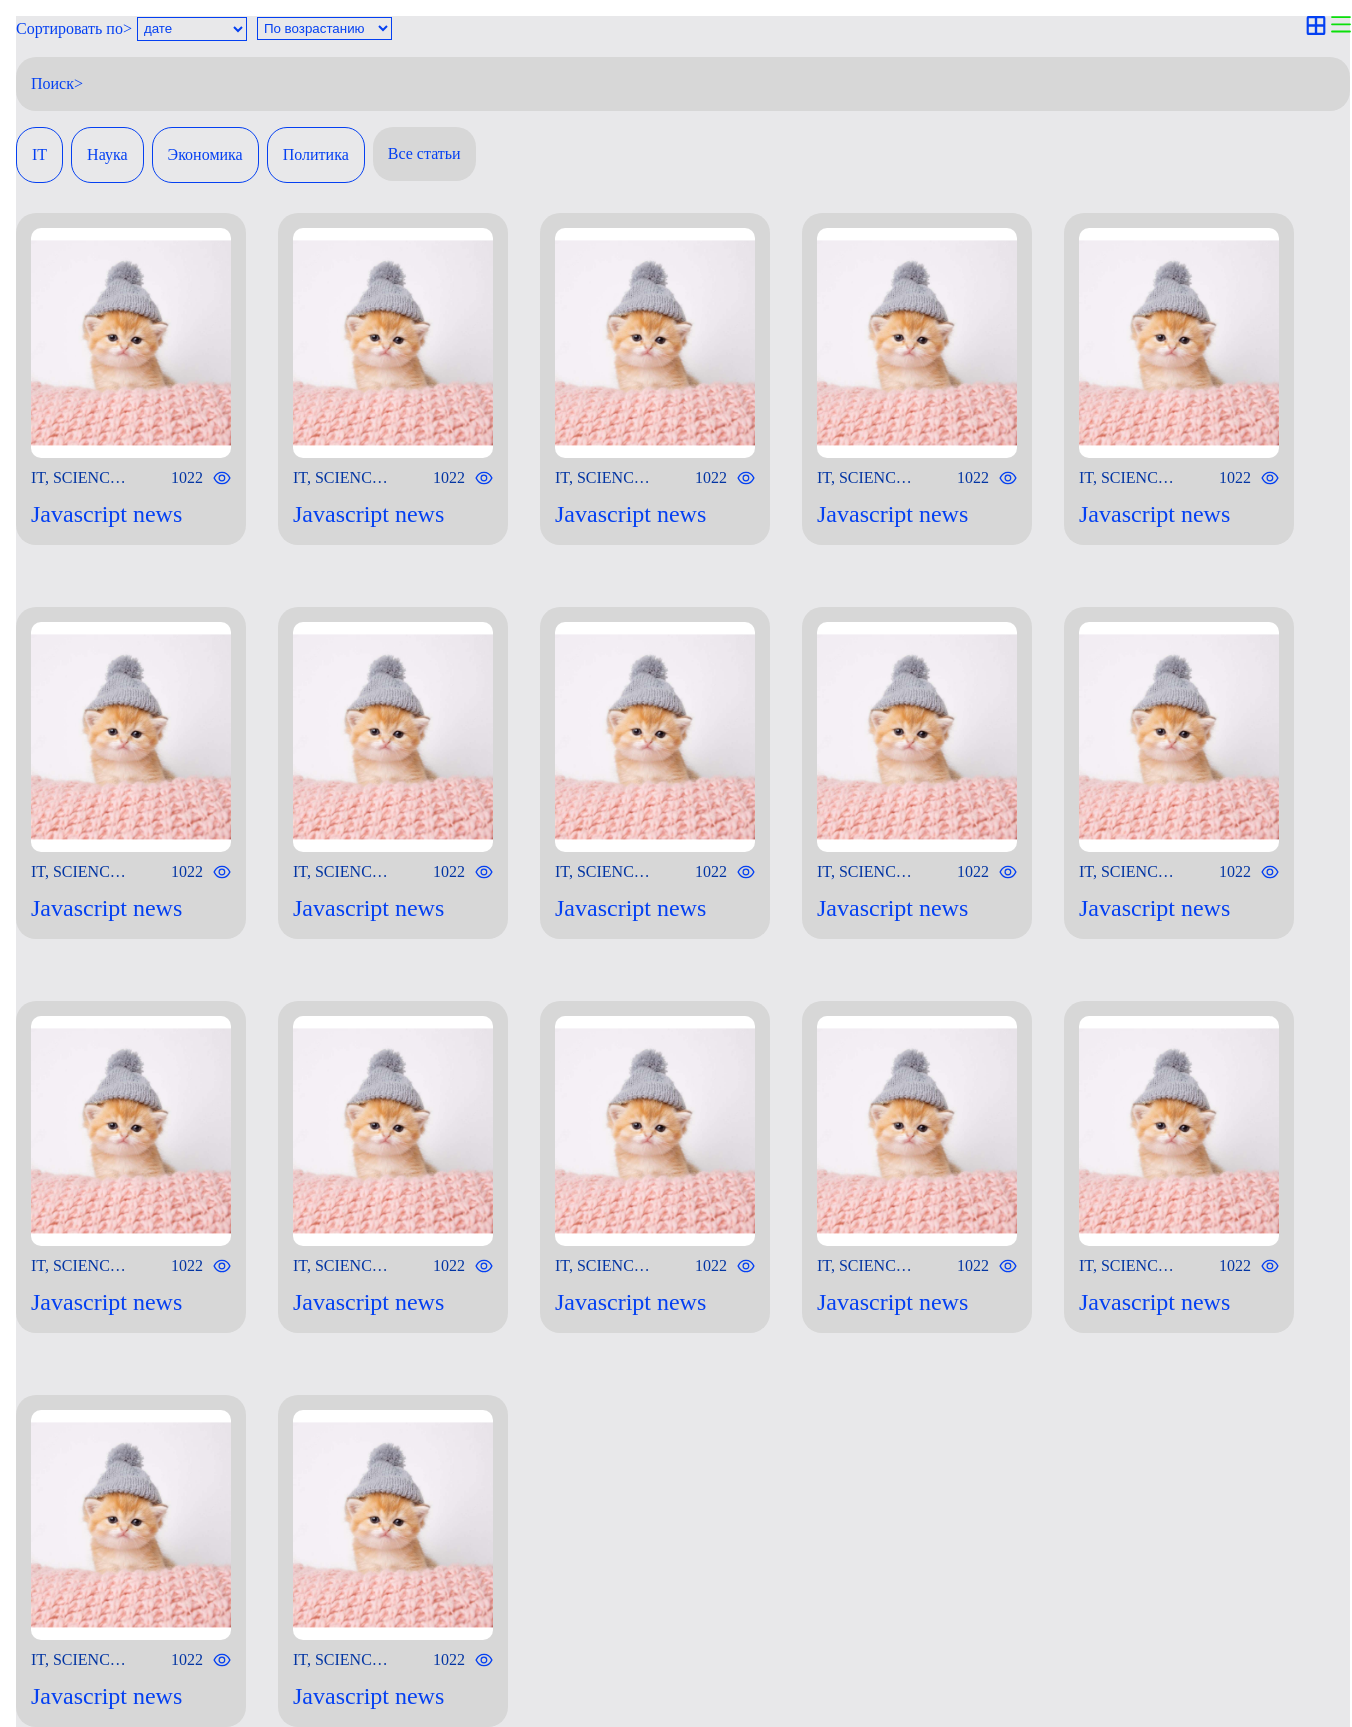 Сортировать по> дате По возрастанию
Поиск>
IT Наука Экономика Политика Все статьи
IT, SCIENC… 1022 IT, SCIENC… 1022 IT, SCIENC… 1022 IT, SCIENC… 1022 IT, SCIENC… 1022
Javascript news Javascript news Javascript news Javascript news Javascript news
IT, SCIENC… 1022 IT, SCIENC… 1022 IT, SCIENC… 1022 IT, SCIENC… 1022 IT, SCIENC… 1022
Javascript news Javascript news Javascript news Javascript news Javascript news
IT, SCIENC… 1022 IT, SCIENC… 1022 IT, SCIENC… 1022 IT, SCIENC… 1022 IT, SCIENC… 1022
Javascript news Javascript news Javascript news Javascript news Javascript news
IT, SCIENC… 1022 IT, SCIENC… 1022
Javascript news Javascript news